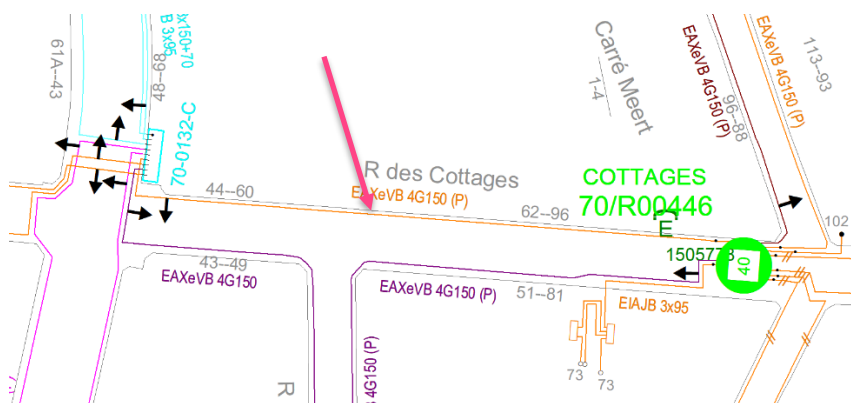 61A--43
48--68
x150+70
B 3x95
70-0132-C
Carré Meert
1-4
113--93
EAXeVB 4G150 (P)
96--88
EAXeVB 4G150 (P)
R des Cottages
44--60
EAXeVB 4G150 (P)
62--96
COTTAGES
70/R00446
E
102
1505778
40
43--49
EAXeVB 4G150
EAXeVB 4G150 (P)
51--81
EIAJB 3x95
73
73
4G150 (P)
VB
R